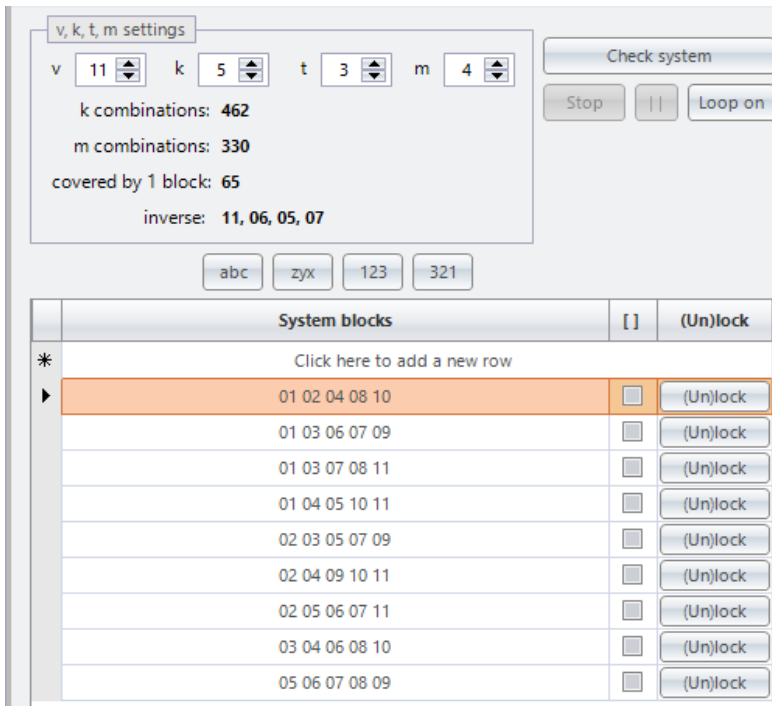 v, k, t, m settings
v 11 k 5 t 3 m 4
Check system
k combinations: 462
Stop || Loop on
m combinations: 330
covered by 1 block: 65
inverse: 11, 06, 05, 07
abc zyx 123 321
System blocks [ ] (Un)lock
* Click here to add a new row
01 02 04 08 10 (Un)lock
01 03 06 07 09 (Un)lock
01 03 07 08 11 (Un)lock
01 04 05 10 11 (Un)lock
02 03 05 07 09 (Un)lock
02 04 09 10 11 (Un)lock
02 05 06 07 11 (Un)lock
03 04 06 08 10 (Un)lock
05 06 07 08 09 (Un)lock